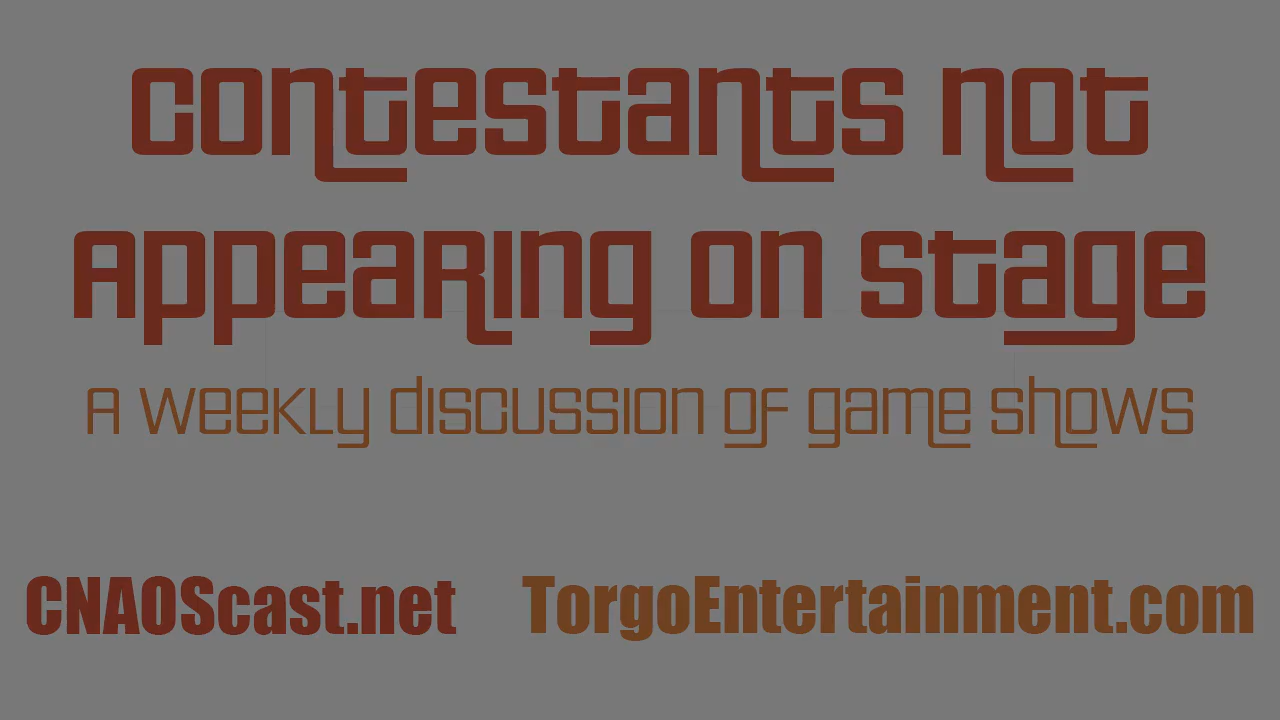 Contestants Not
Appearing on Stage
A weekly discussion of game shows
CNAOScast.net TorgoEntertainment.com